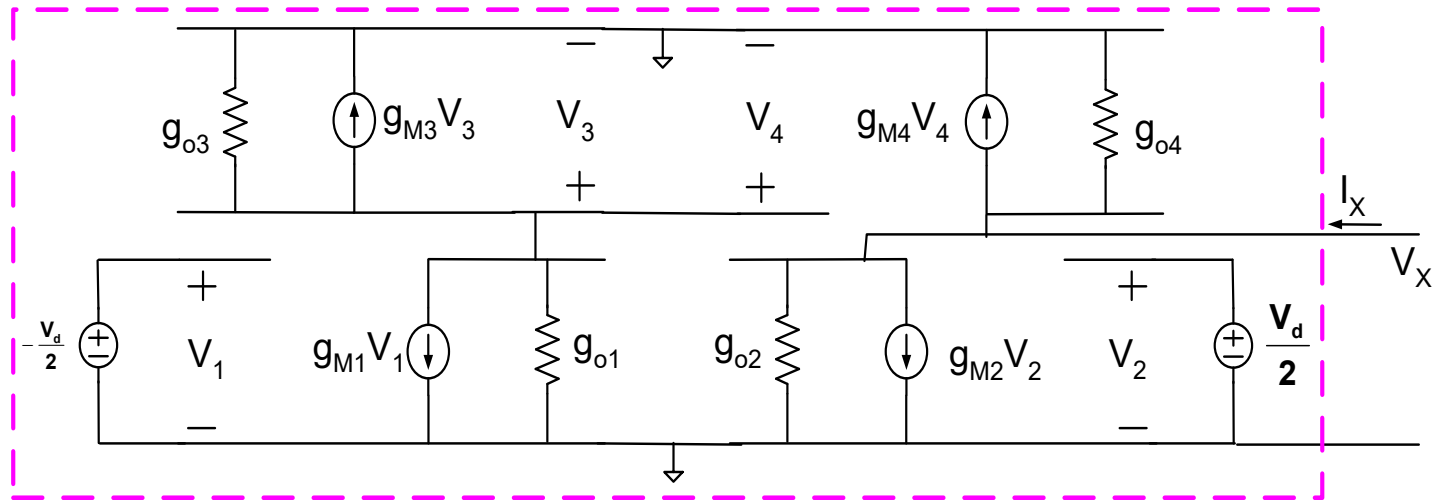 g_o3
g_M3V_3
V_3
V_4
g_M4V_4
g_o4
− − + +
I_X
V_X
-V_d/2
+ −
V_1
+ −
g_M1V_1
g_o1
g_o2
g_M2V_2
V_2
+ −
V_d/2
+ −